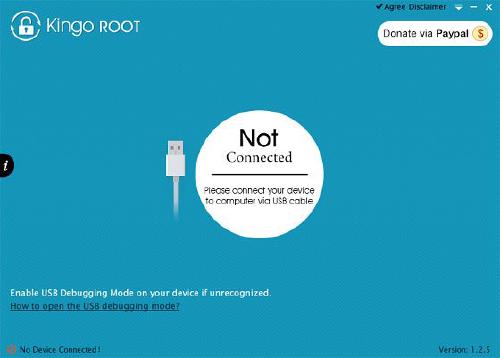 Agree Disclaimer
Kingo ROOT
Donate via Paypal $
Not
Connected
Please connect your device
to computer via USB cable
i
Enable USB Debugging Mode on your device if unrecognized.
How to open the USB debugging mode?
No Device Connected!
Version: 1.2.5